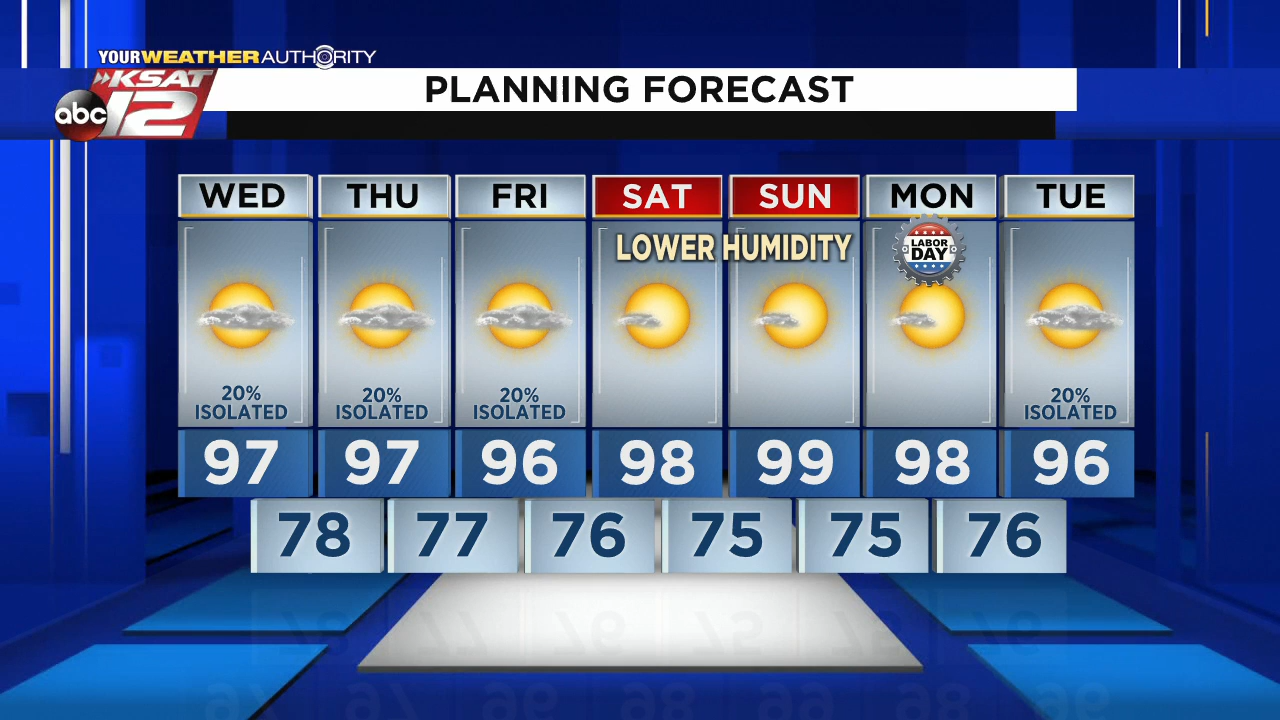 YOURWEATHERAUTHORITY
KSAT
abc 12
PLANNING FORECAST
WED THU FRI SAT SUN MON TUE
LOWER HUMIDITY
LABOR
DAY
20% 20% 20% 20%
ISOLATED ISOLATED ISOLATED ISOLATED
97 97 96 98 99 98 96
78 77 76 75 75 76